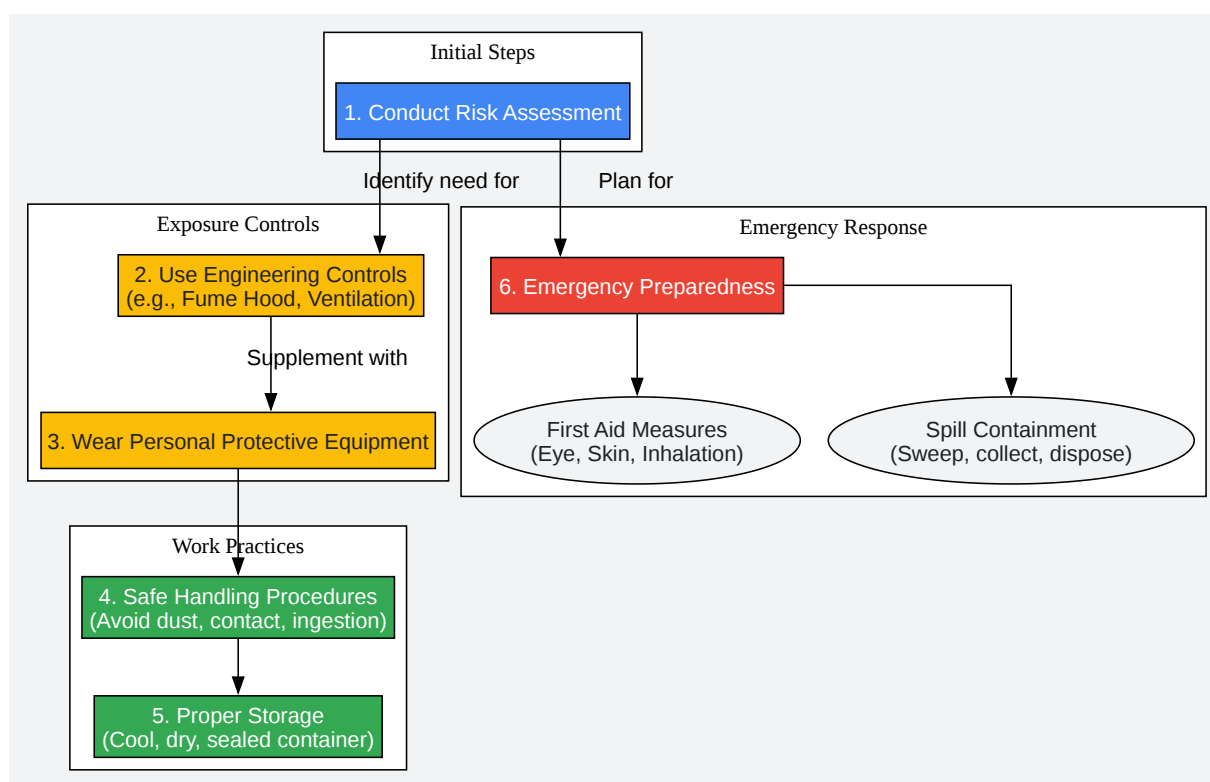 Initial Steps
1. Conduct Risk Assessment
Identify need for
Plan for
Exposure Controls
2. Use Engineering Controls
(e.g., Fume Hood, Ventilation)
Supplement with
3. Wear Personal Protective Equipment
Emergency Response
6. Emergency Preparedness
First Aid Measures
(Eye, Skin, Inhalation)
Spill Containment
(Sweep, collect, dispose)
Work Practices
4. Safe Handling Procedures
(Avoid dust, contact, ingestion)
5. Proper Storage
(Cool, dry, sealed container)